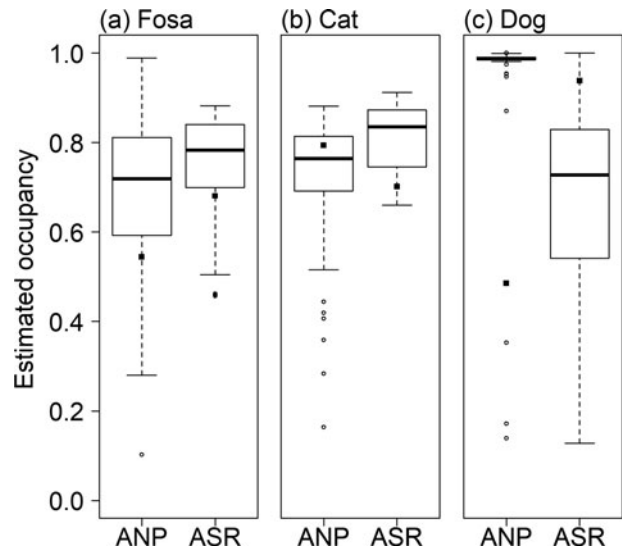 (a) Fosa (b) Cat (c) Dog
Estimated occupancy
1.0
0.8
0.6
0.4
0.2
0.0
ANP ASR ANP ASR ANP ASR